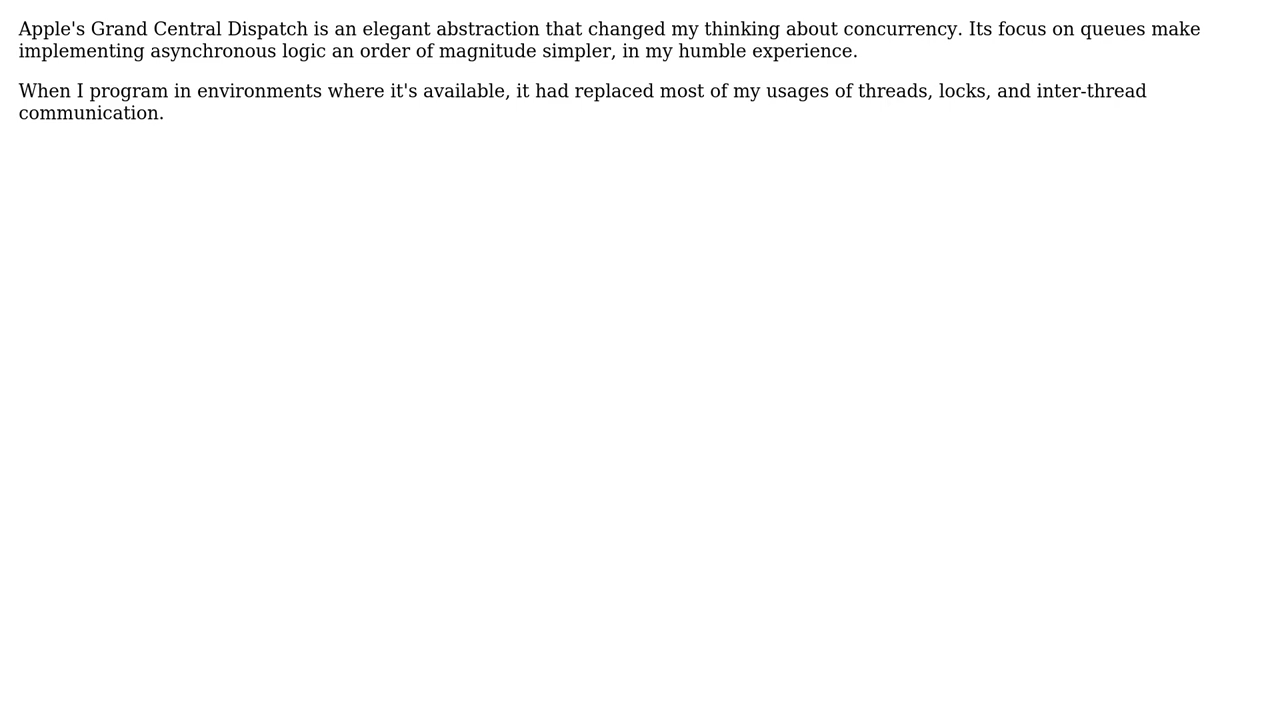 Apple's Grand Central Dispatch is an elegant abstraction that changed my thinking about concurrency. Its focus on queues make
implementing asynchronous logic an order of magnitude simpler, in my humble experience.
When I program in environments where it's available, it had replaced most of my usages of threads, locks, and inter-thread
communication.